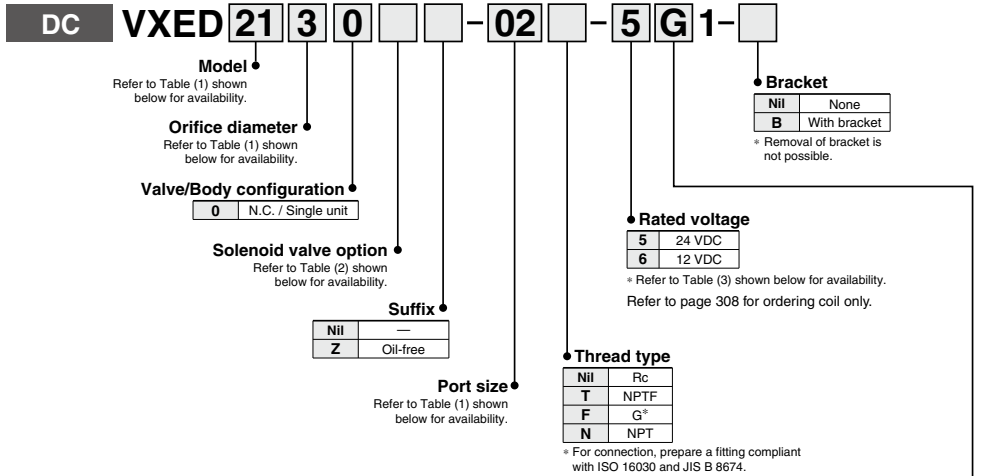 DC VXED 21 3 0 - 02 - 5 G 1 -
Model
Refer to Table (1) shown
below for availability.
Orifice diameter
Refer to Table (1) shown
below for availability.
Valve/Body configuration
0 N.C. / Single unit
Solenoid valve option
Refer to Table (2) shown
below for availability.
Suffix
Nil —
Z Oil-free
Port size
Refer to Table (1) shown
below for availability.
Bracket
Nil None
B With bracket
* Removal of bracket is
not possible.
Rated voltage
5 24 VDC
6 12 VDC
* Refer to Table (3) shown below for availability.
Refer to page 308 for ordering coil only.
Thread type
Nil Rc
T NPTF
F G*
N NPT
* For connection, prepare a fitting compliant
with ISO 16030 and JIS B 8674.